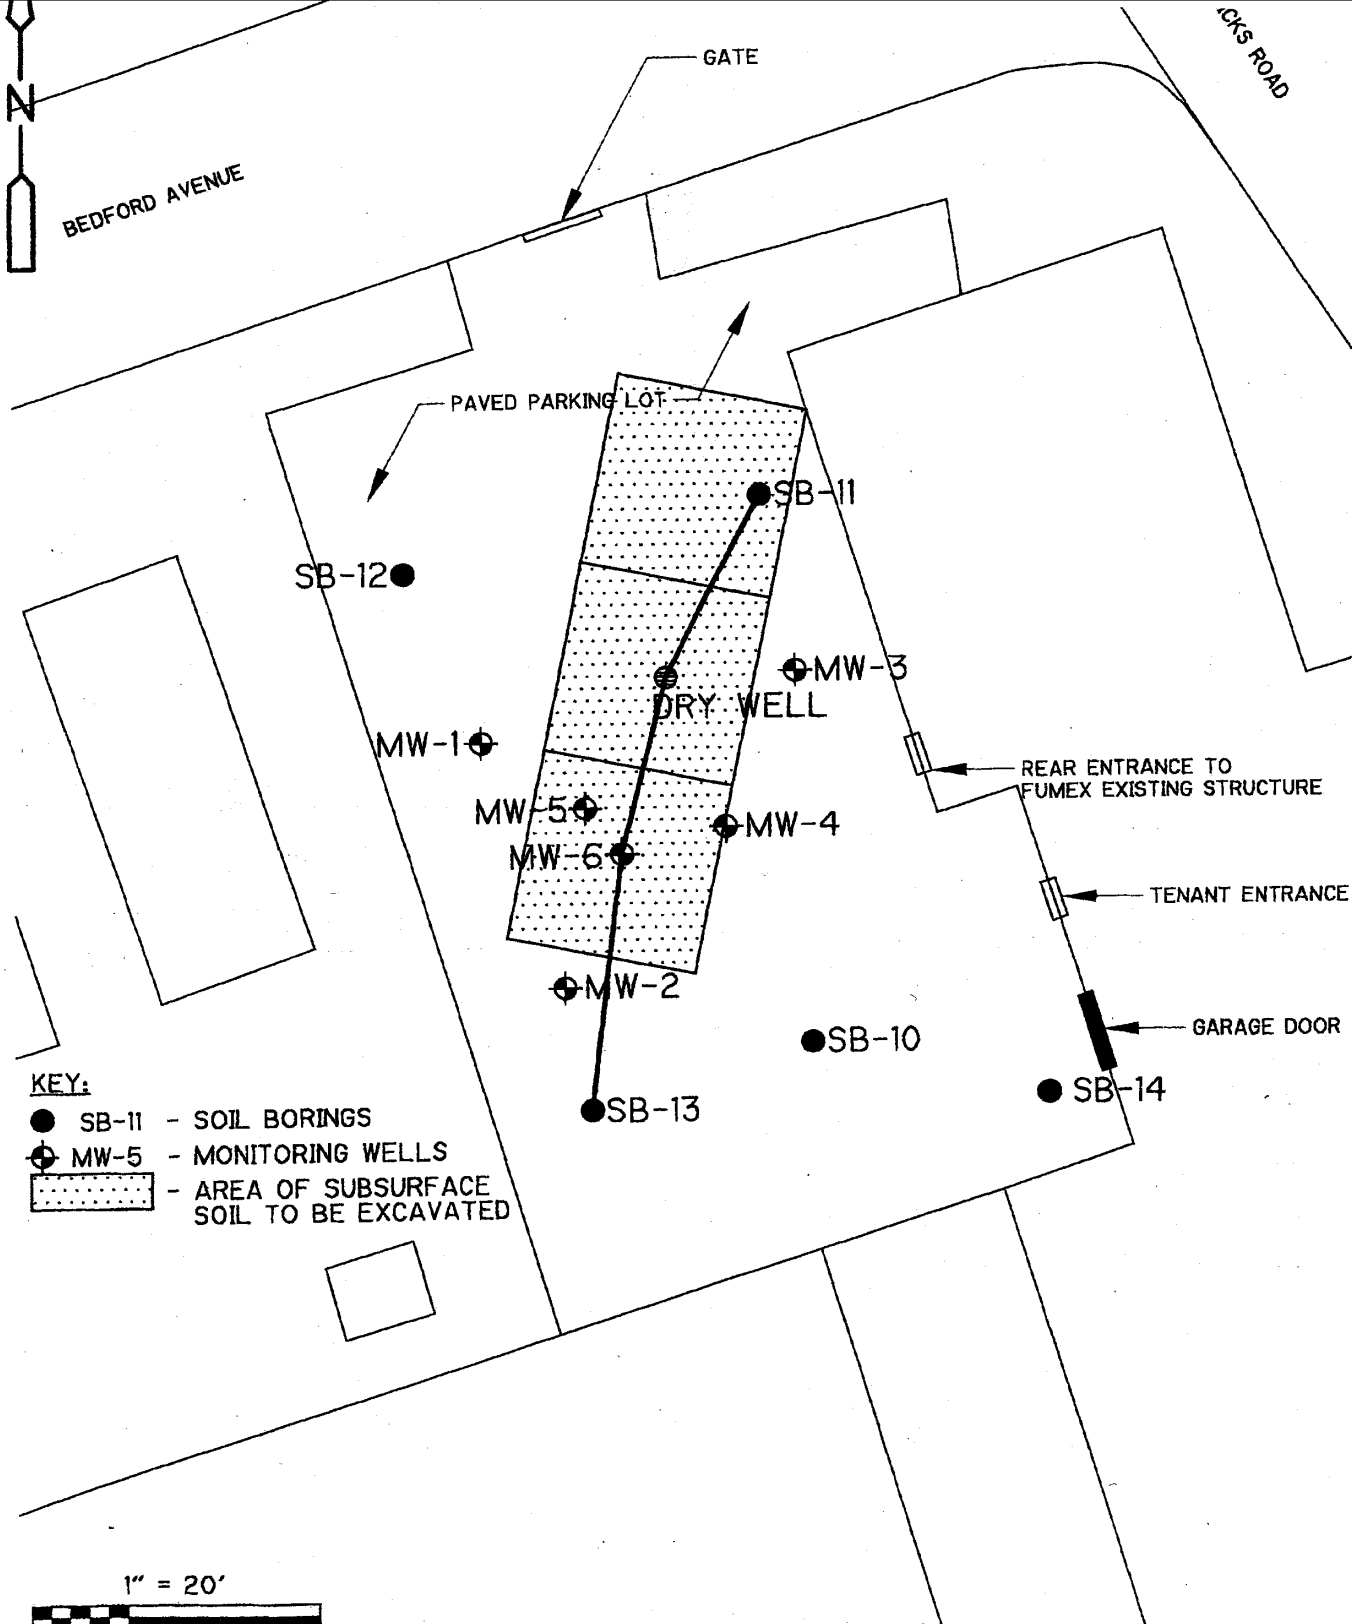 GATE
ROAD
N
BEDFORD AVENUE
PAVED PARKING LOT
SB-11
SB-12
MW-3
DRY WELL
MW-1
REAR ENTRANCE TO
FUMEX EXISTING STRUCTURE
MW-5
MW-4
MW-6
TENANT ENTRANCE
MW-2
GARAGE DOOR
SB-10
SB-14
SB-13
KEY:
SB-11 - SOIL BORINGS
MW-5 - MONITORING WELLS
- AREA OF SUBSURFACE
SOIL TO BE EXCAVATED
1" = 20'